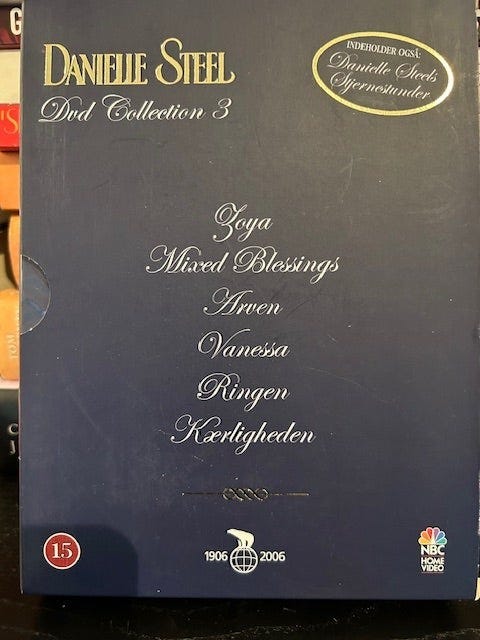 DANIELLE STEEL
Dvd Collection 3
INDEHOLDER OGSÅ:
Danielle Steels
Stjernestunder
Zoya
Mixed Blessings
Arven
Vanessa
Ringen
Kærligheden
15
1906 2006
NBC
HOME
VIDEO
TOM